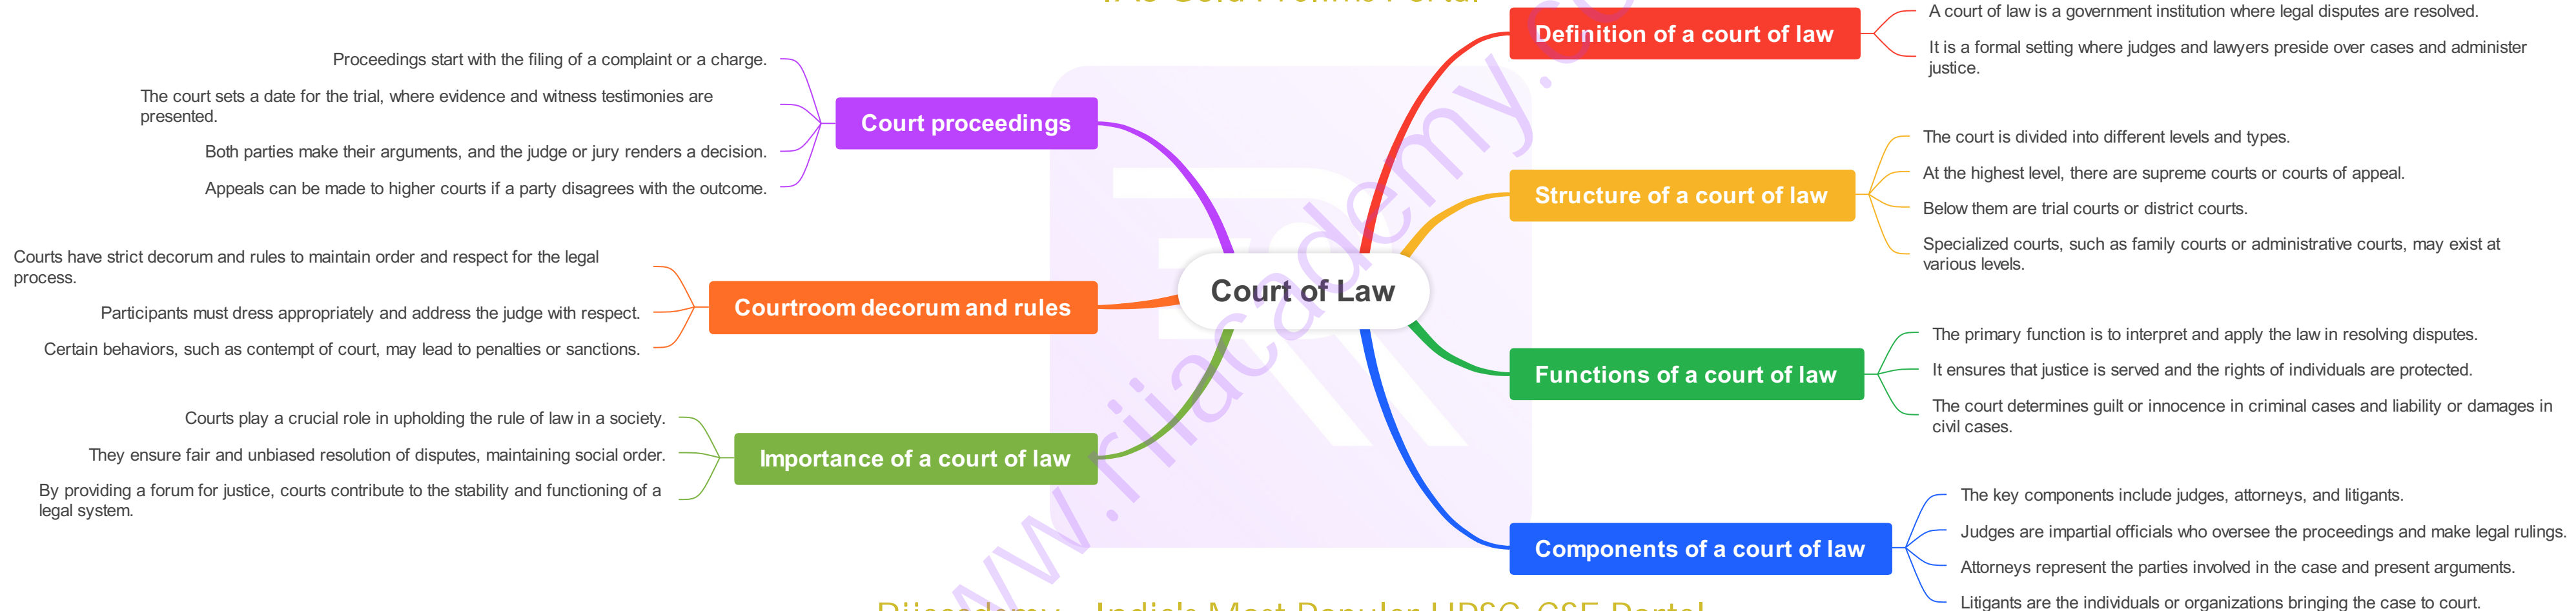 IAS Gold Prelims Portal
Definition of a court of law
A court of law is a government institution where legal disputes are resolved.
It is a formal setting where judges and lawyers preside over cases and administer
justice.
Structure of a court of law
The court is divided into different levels and types.
At the highest level, there are supreme courts or courts of appeal.
Below them are trial courts or district courts.
Specialized courts, such as family courts or administrative courts, may exist at
various levels.
Functions of a court of law
The primary function is to interpret and apply the law in resolving disputes.
It ensures that justice is served and the rights of individuals are protected.
The court determines guilt or innocence in criminal cases and liability or damages in
civil cases.
Components of a court of law
The key components include judges, attorneys, and litigants.
Judges are impartial officials who oversee the proceedings and make legal rulings.
Attorneys represent the parties involved in the case and present arguments.
Litigants are the individuals or organizations bringing the case to court.
Court of Law
Court proceedings
Proceedings start with the filing of a complaint or a charge.
The court sets a date for the trial, where evidence and witness testimonies are
presented.
Both parties make their arguments, and the judge or jury renders a decision.
Appeals can be made to higher courts if a party disagrees with the outcome.
Courtroom decorum and rules
Courts have strict decorum and rules to maintain order and respect for the legal
process.
Participants must dress appropriately and address the judge with respect.
Certain behaviors, such as contempt of court, may lead to penalties or sanctions.
Importance of a court of law
Courts play a crucial role in upholding the rule of law in a society.
They ensure fair and unbiased resolution of disputes, maintaining social order.
By providing a forum for justice, courts contribute to the stability and functioning of a
legal system.
www.rijiacademy.co
India's Most Popular UPSC-CSE Portal